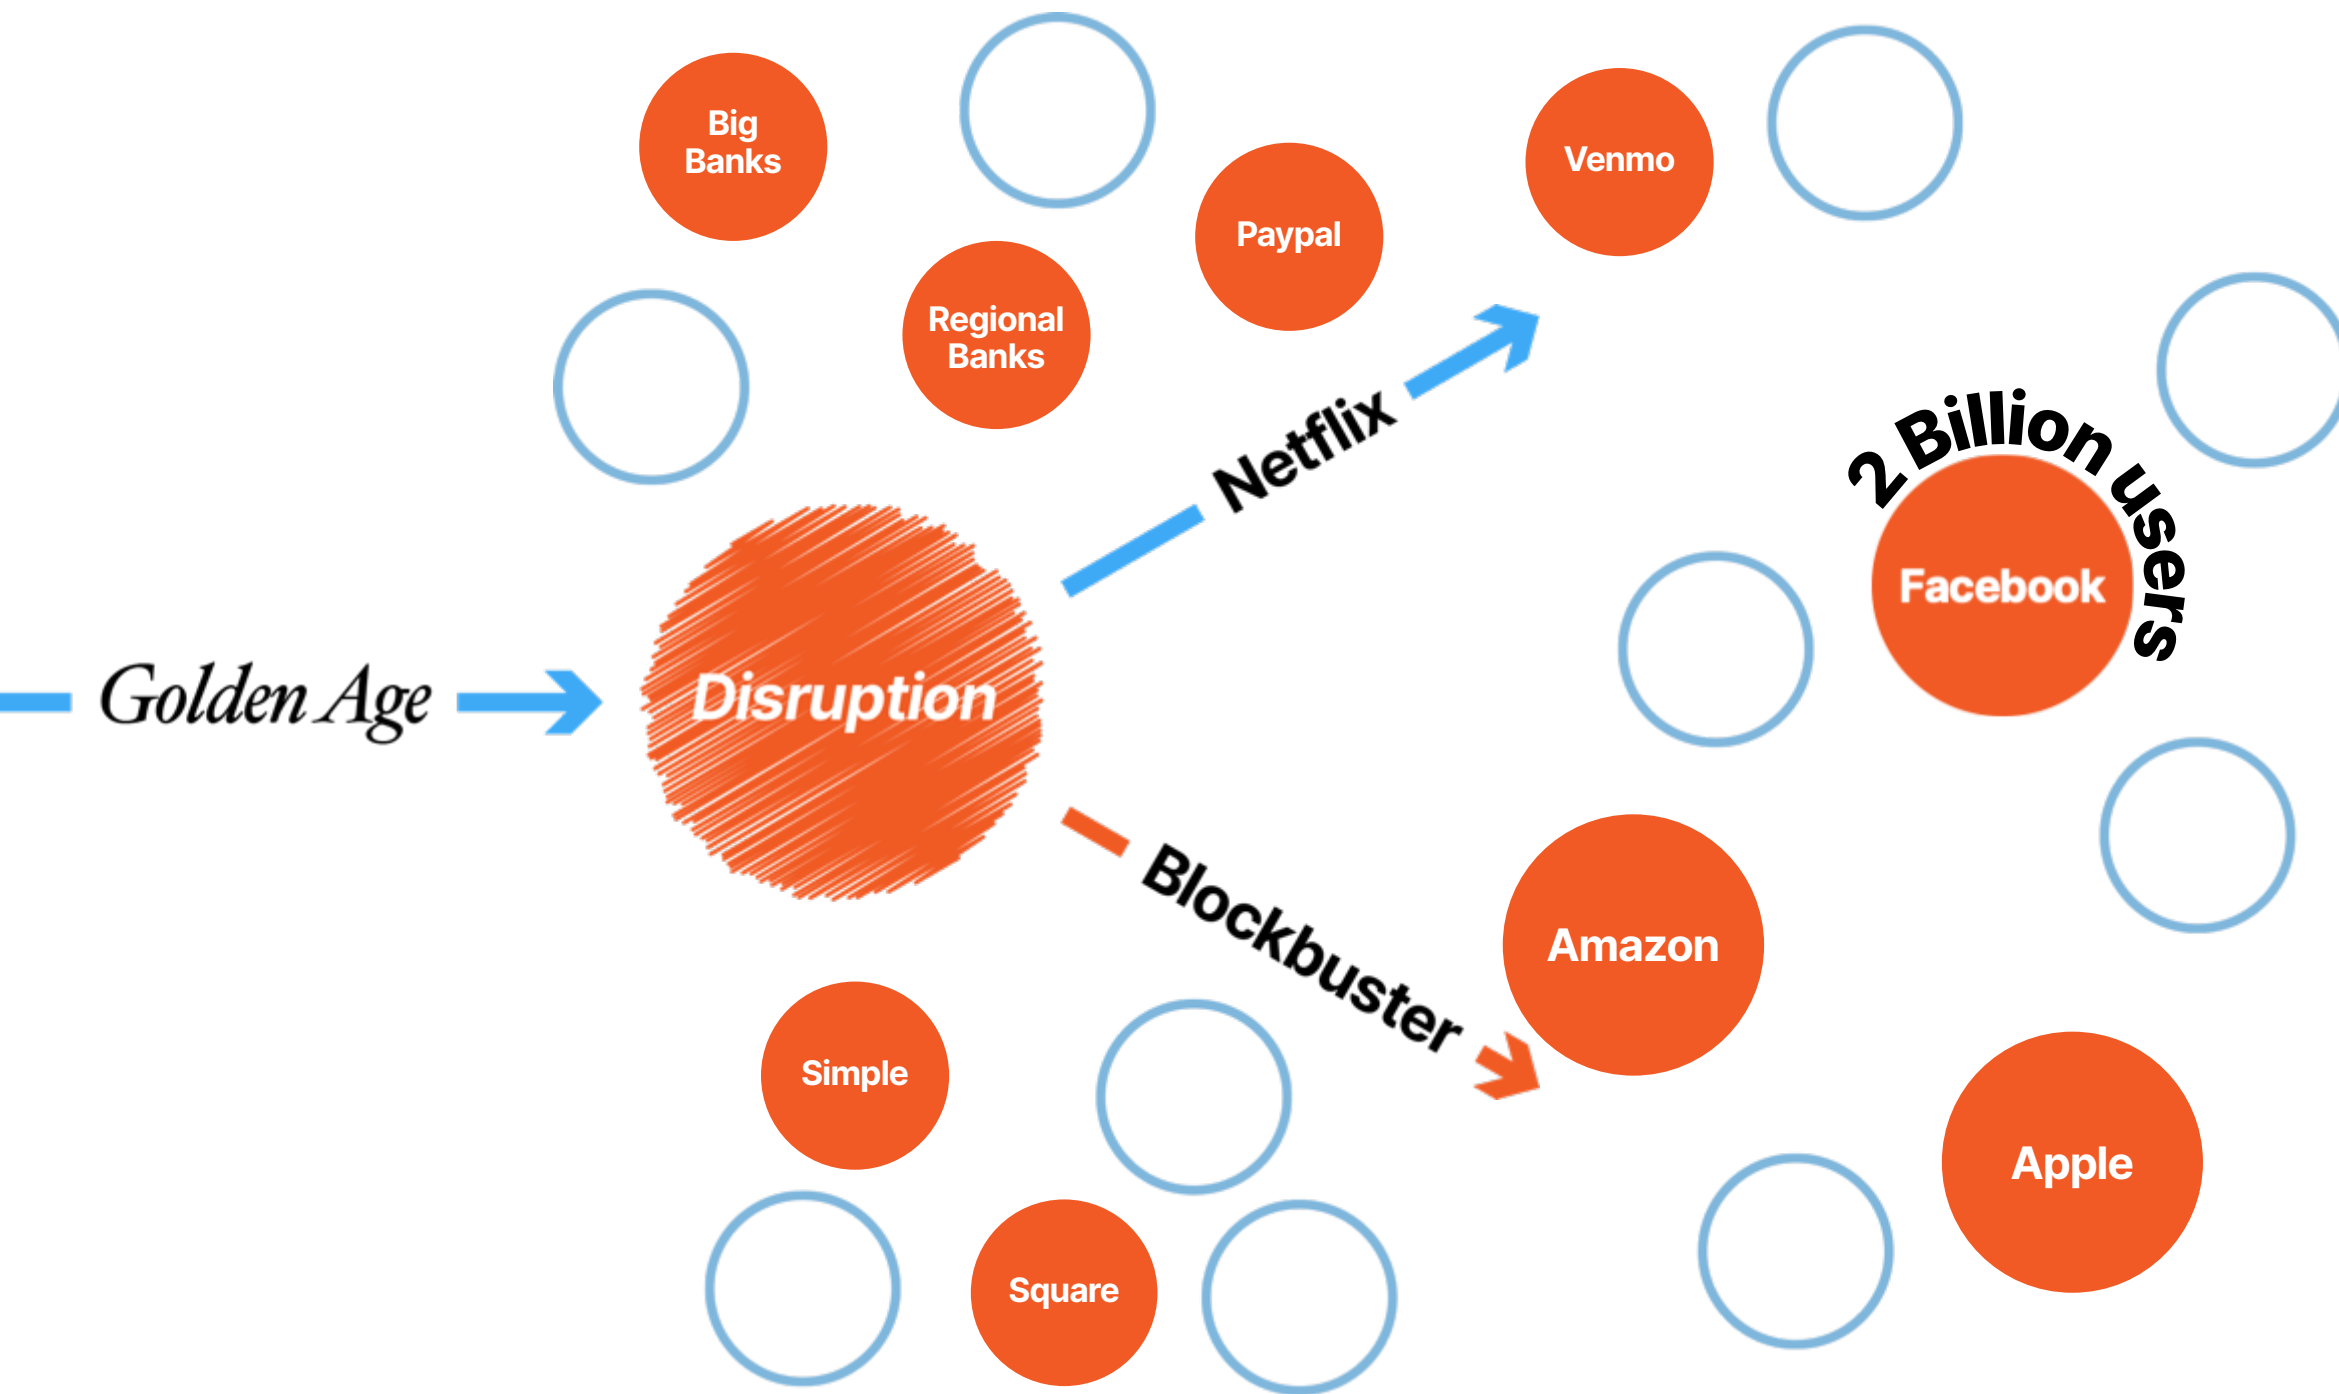 Big
Banks
Venmo
Paypal
Regional
Banks
Netflix
2 Billion users
Facebook
Golden Age
Disruption
Blockbuster
Amazon
Simple
Apple
Square